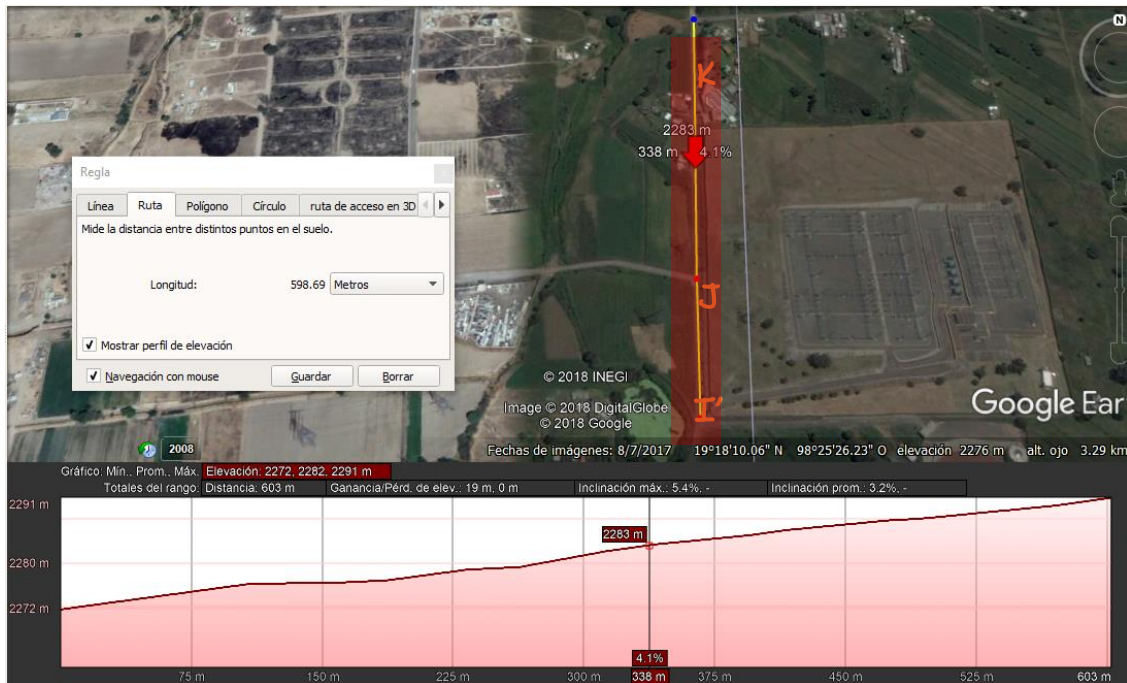 N
K
2283 m
338 m 4.1%
Regla
Línea Ruta Polígono Círculo ruta de acceso en 3D
Mide la distancia entre distintos puntos en el suelo.
Longitud: 598.69 Metros
Mostrar perfil de elevación
Navegación con mouse Guardar Borrar
J
I'
© 2018 INEGI
Image © 2018 DigitalGlobe
© 2018 Google
Google Ear
2008
Fechas de imágenes: 8/7/2017 19°18'10.06" N 98°25'26.23" O elevación 2276 m alt. ojo 3.29 km
Gráfico: Mín., Prom., Máx. Elevación: 2272, 2282, 2291 m
Totales del rango: Distancia: 603 m Ganancia/Pérd. de elev.: 19 m, 0 m Inclinación máx.: 5.4%, - Inclinación prom.: 3.2%, -
2291 m
2283 m
2280 m
2272 m
4.1%
75 m 150 m 225 m 300 m 338 m 375 m 450 m 525 m 603 m